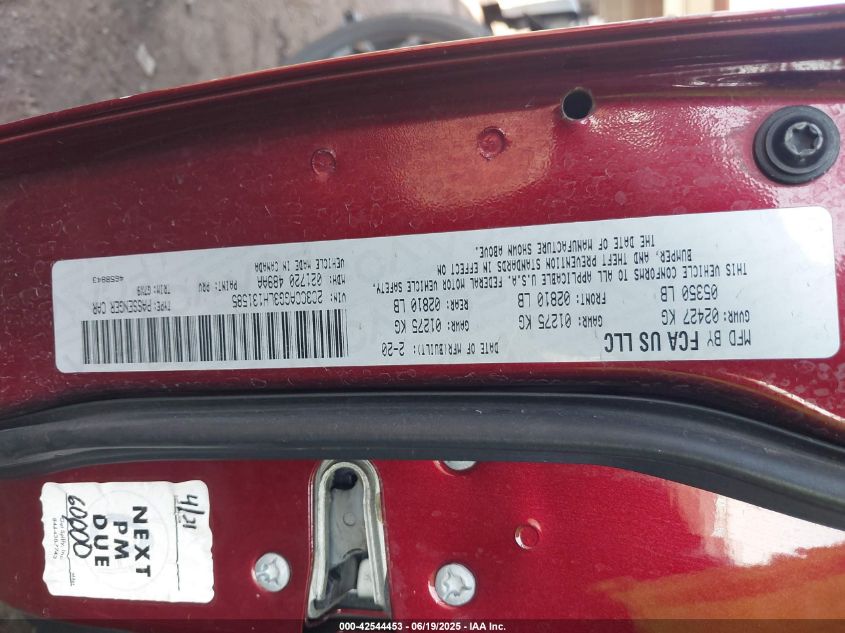 MFD BY FCA US LLC
DATE OF MFR(BUILT): 2-20
GVWR: 02427 KG
05350 LB
GAWR: 01275 KG
FRONT: 02810 LB
GAWR: 01275 KG
REAR: 02810 LB
THIS VEHICLE CONFORMS TO ALL APPLICABLE U.S.A. FEDERAL MOTOR VEHICLE SAFETY,
BUMPER, AND THEFT PREVENTION STANDARDS IN EFFECT ON
THE DATE OF MANUFACTURE SHOWN ABOVE.
VIN: 2C3CCAGG3LH131585
TYPE: PASSENGER CAR
MDH: 021720 489AA
PAINT: PRV
TRIM: GTX9
VEHICLE MADE IN CANADA
4658843
NEXT
PM
DUE
4/21
60000
000-42544453 - 06/19/2025 - IAA Inc.